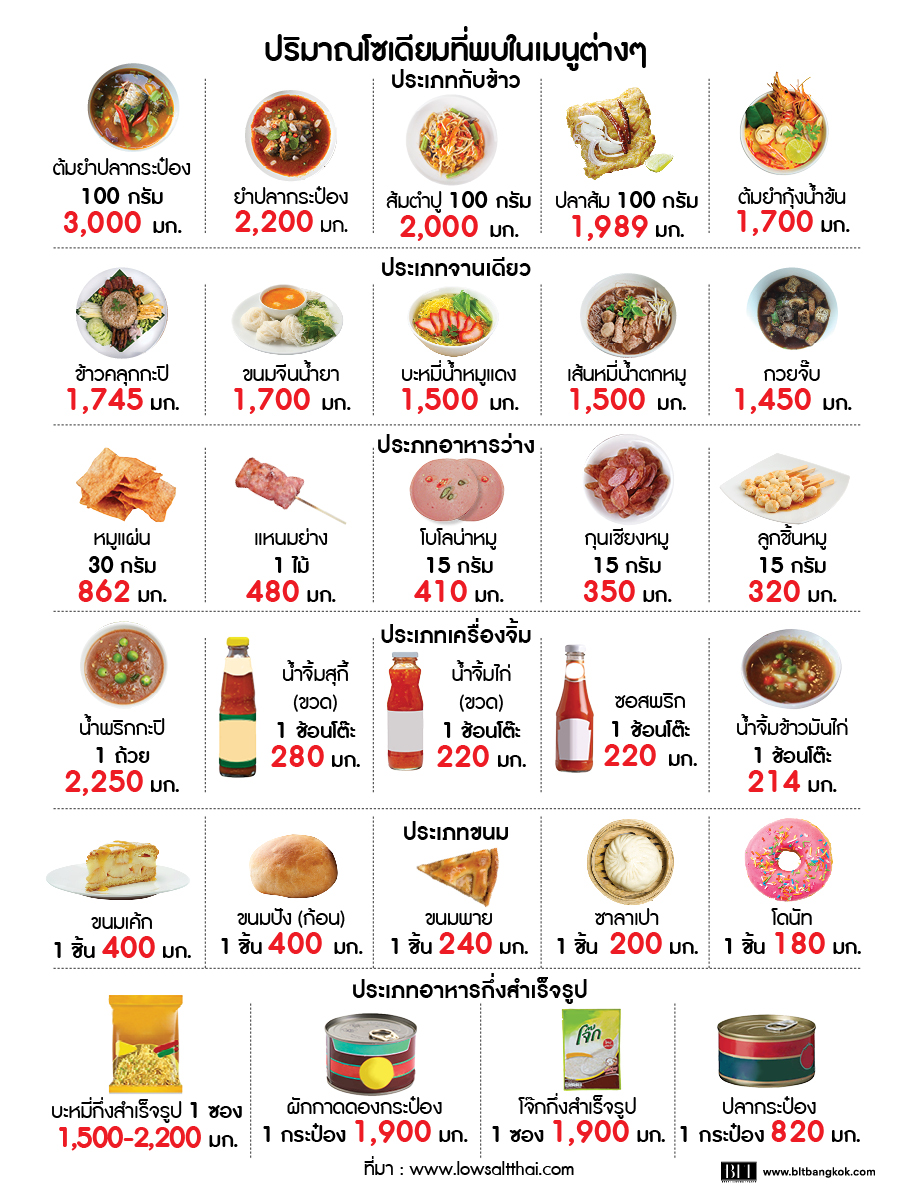 ปริมาณโซเดียมที่พบในเมนูต่างๆ
ประเภทกับข้าว
ต้มยำปลากระป๋อง
100 กรัม
3,000 มก.
ยำปลากระป๋อง
2,200 มก.
ส้มตำปู 100 กรัม
2,000 มก.
ปลาส้ม 100 กรัม
1,989 มก.
ต้มยำกุ้งน้ำข้น
1,700 มก.
ประเภทจานเดียว
ข้าวคลุกกะปิ
1,745 มก.
ขนมจีนน้ำยา
1,700 มก.
บะหมี่น้ำหมูแดง
1,500 มก.
เส้นหมี่น้ำตกหมู
1,500 มก.
กวยจั๊บ
1,450 มก.
ประภทอาหารว่าง
หมูแผ่น
30 กรัม
862 มก.
แหนมย่าง
1 ไม้
480 มก.
โบโลน่าหมู
15 กรัม
410 มก.
กุนเชียงหมู
15 กรัม
350 มก.
ลูกชิ้นหมู
15 กรัม
320 มก.
ประเภทเครื่องจิ้ม
น้ำพริกกะปิ
1 ถ้วย
2,250 มก.
น้ำจิ้มสุกี้
(ขวด)
1 ช้อนโต๊ะ
280 มก.
น้ำจิ้มไก่
(ขวด)
1 ช้อนโต๊ะ
220 มก.
ซอสพริก
1 ช้อนโต๊ะ
220 มก.
น้ำจิ้มข้าวมันไก่
1 ช้อนโต๊ะ
214 มก.
ประเภทขนม
ขนมเค้ก
1 ชิ้น 400 มก.
ขนมปัง (ก้อน)
1 ชิ้น 400 มก.
ขนมพาย
1 ชิ้น 240 มก.
ซาลาเปา
1 ชิ้น 200 มก.
โดนัท
1 ชิ้น 180 มก.
ประเภทอาหารกึ่งสำเร็จรูป
บะหมี่กึ่งสำเร็จรูป 1 ซอง
1,500-2,200 มก.
ผักกาดดองกระป๋อง
1 กระป๋อง 1,900 มก.
โจ๊ก
โจ๊กกึ่งสำเร็จรูป
1 ซอง 1,900 มก.
ปลากระป๋อง
1 กระป๋อง 820 มก.
ที่มา : www.lowsaltthai.com
BLT
www.bltbangkok.com